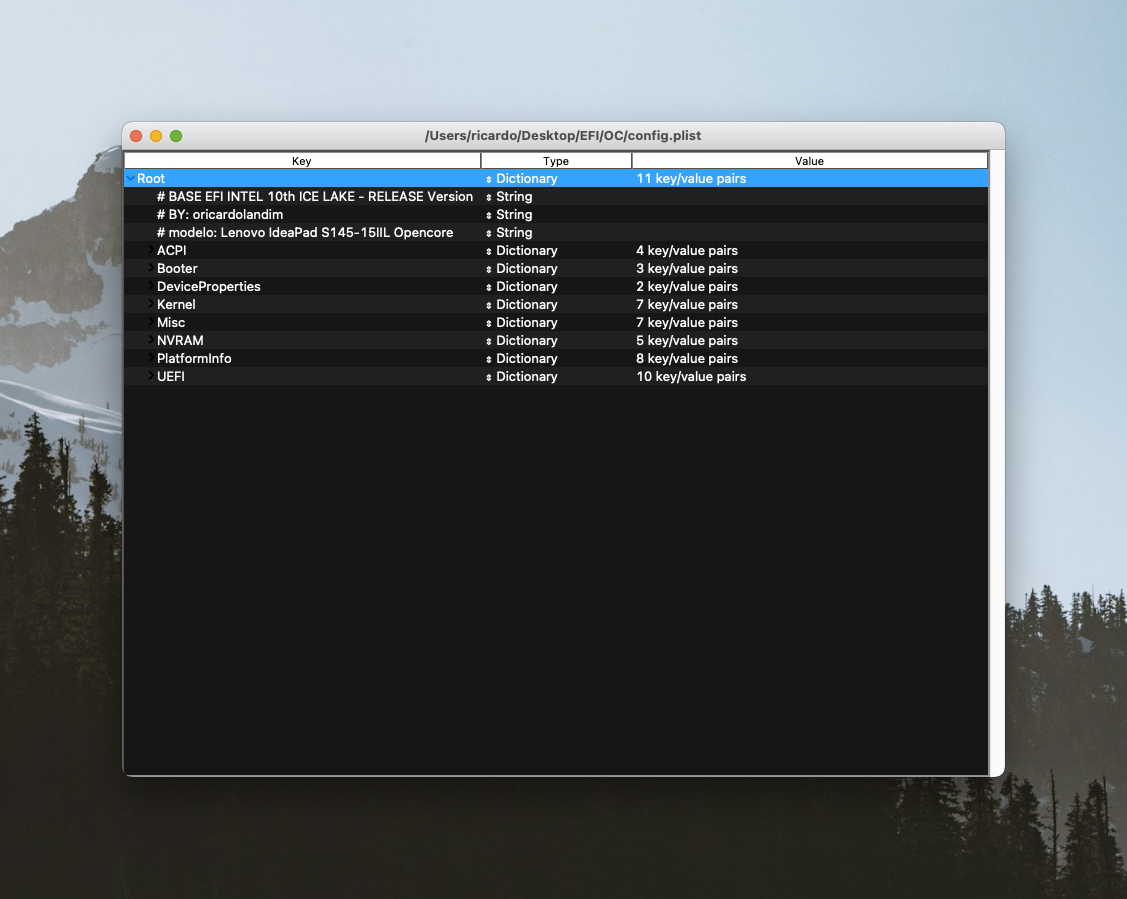 /Users/ricardo/Desktop/EFI/OC/config.plist
Key Type Value
Root Dictionary 11 key/value pairs
# BASE EFI INTEL 10th ICE LAKE - RELEASE Version String
# BY: oricardolandim String
# modelo: Lenovo IdeaPad S145-15IIL Opencore String
ACPI Dictionary 4 key/value pairs
Booter Dictionary 3 key/value pairs
DeviceProperties Dictionary 2 key/value pairs
Kernel Dictionary 7 key/value pairs
Misc Dictionary 7 key/value pairs
NVRAM Dictionary 5 key/value pairs
PlatformInfo Dictionary 8 key/value pairs
UEFI Dictionary 10 key/value pairs